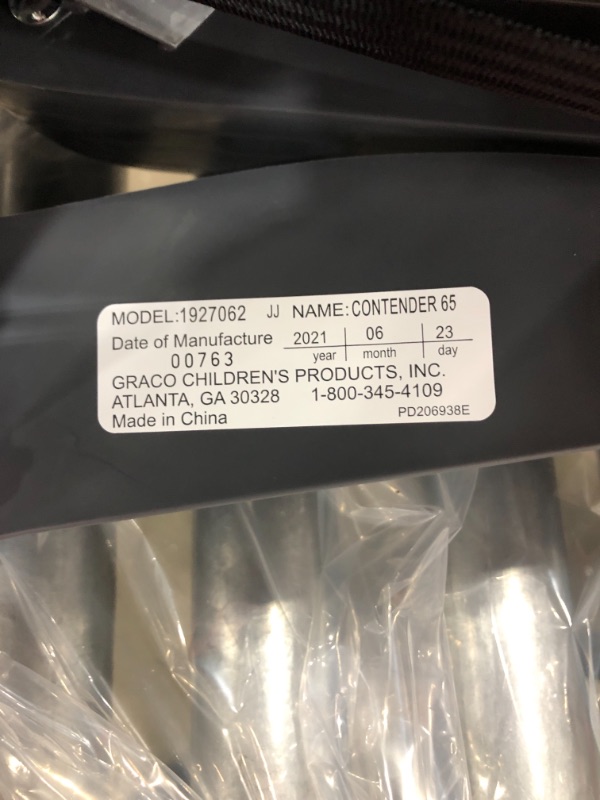 MODEL:1927062 JJ NAME:CONTENDER 65
Date of Manufacture 2021 06 23
00763 year month day
GRACO CHILDREN'S PRODUCTS, INC.
ATLANTA, GA 30328 1-800-345-4109
Made in China PD206938E